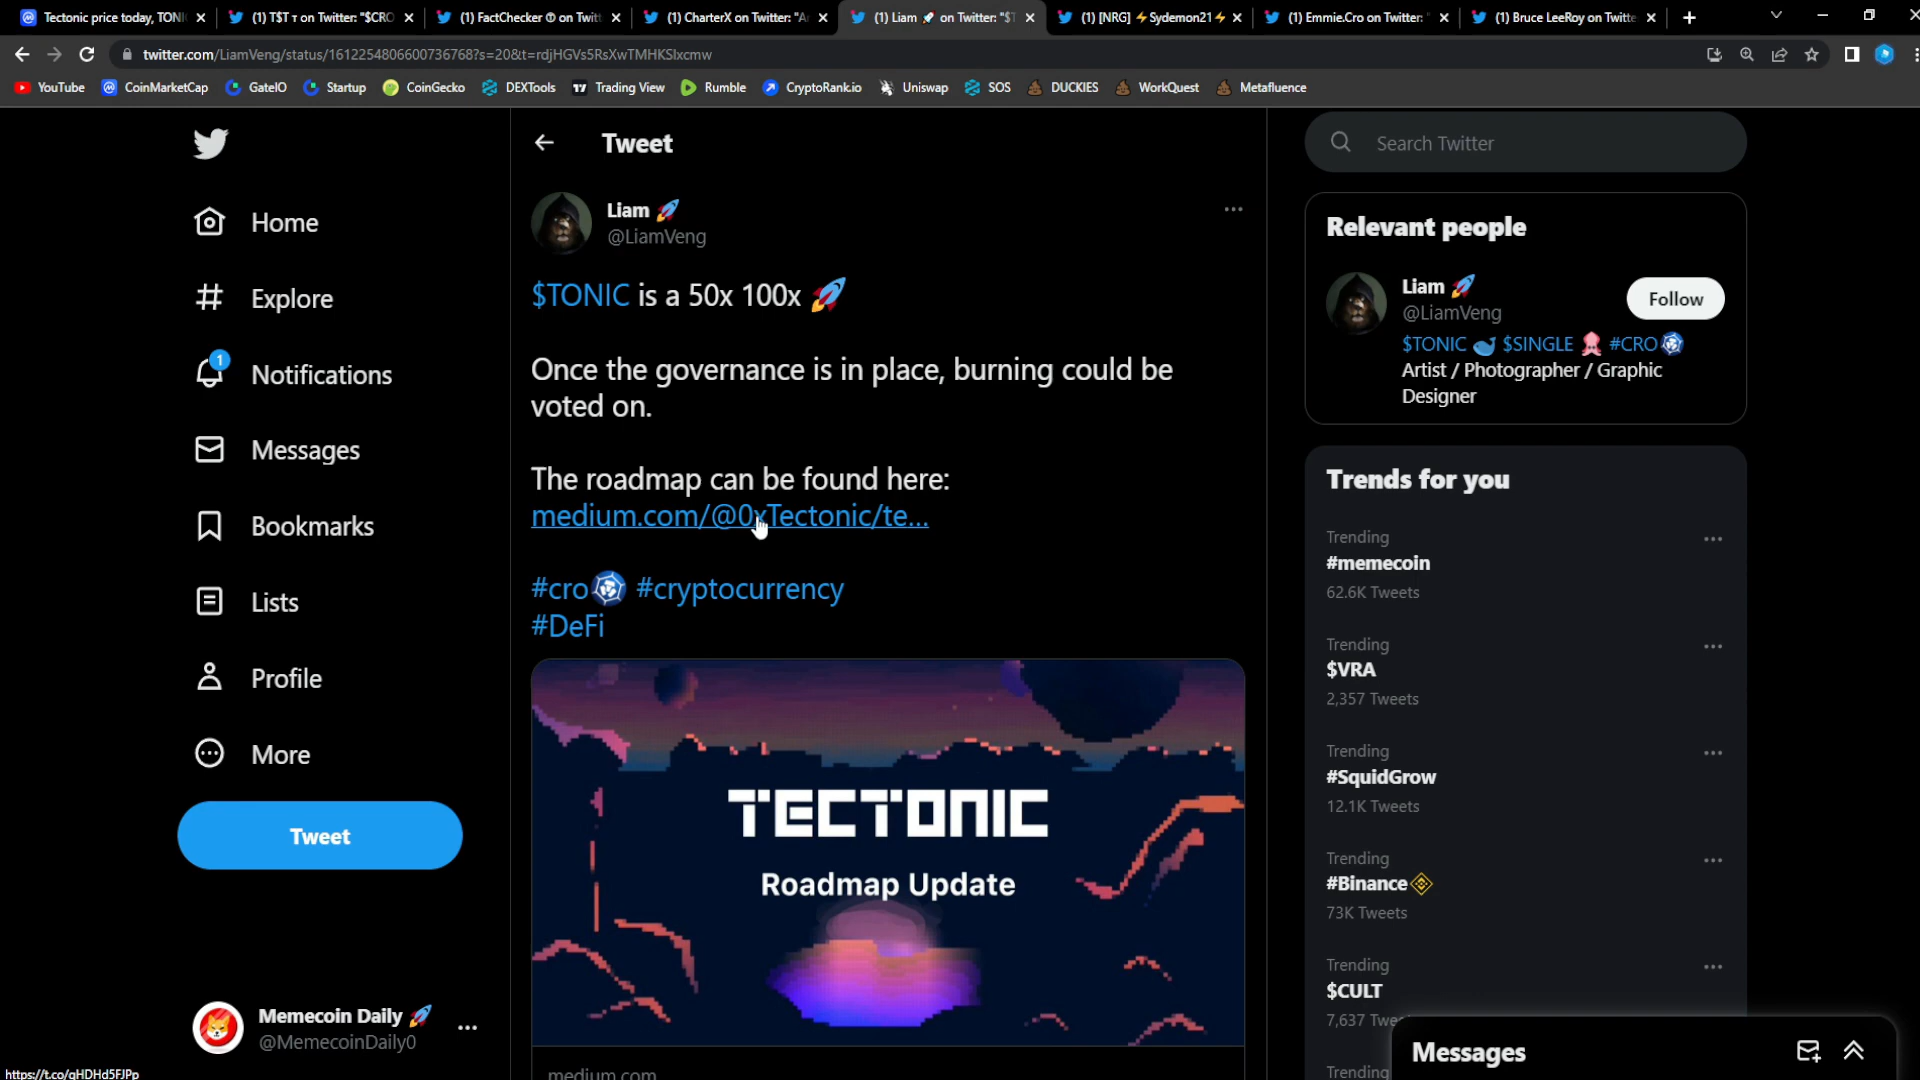 Tectonic price today, TONI
(1) T$T τ on Twitter: "$CRO
(1) FactChecker
on Twitt
(1) CharterX on Twitter: "A
(1) Liam 🚀 on Twitter: "$T
(1) [NRG] ⚡Sydemon21⚡
(1) Emmie.Cro on Twitter: "
(1) Bruce LeeRoy on Twitte
twitter.com/LiamVeng/status/1612254806600736768?s=20&t=rdjHGVs5RsXwTMHKSlxcmw
YouTube
CoinMarketCap
GateIO
Startup
CoinGecko
DEXTools
Trading View
Rumble
CryptoRank.io
Uniswap
SOS
DUCKIES
WorkQuest
Metafluence
Home
Explore
1
Notifications
Messages
Bookmarks
Lists
Profile
More
Tweet
Memecoin Daily 🚀
@MemecoinDaily0
https://t.co/gHDHd5FJPp
Tweet
Liam 🚀
@LiamVeng
$TONIC is a 50x 100x 🚀
Once the governance is in place, burning could be
voted on.
The roadmap can be found here:
medium.com/@0xTectonic/te...
#cro #cryptocurrency
#DeFi
TECTONIC
Roadmap Update
medium.com
Search Twitter
Relevant people
Liam 🚀
@LiamVeng
Follow
$TONIC 🐋 $SINGLE 🦑 #CRO
Artist / Photographer / Graphic
Designer
Trends for you
Trending
#memecoin
62.6K Tweets
Trending
$VRA
2,357 Tweets
Trending
#SquidGrow
12.1K Tweets
Trending
#Binance
73K Tweets
Trending
$CULT
7,637 Twe
Trending
Messages